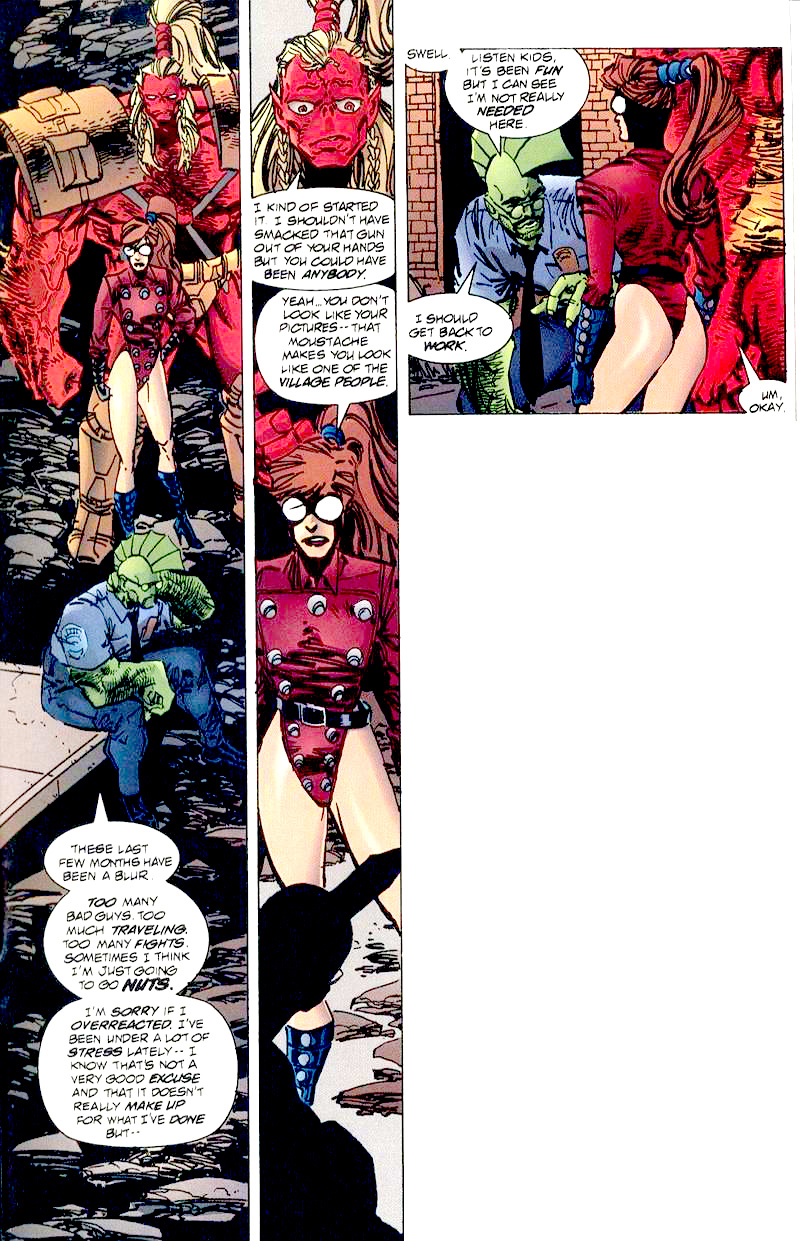 THESE LAST
FEW MONTHS HAVE
BEEN A BLUR.
TOO MANY
BAD GUYS. TOO
MUCH TRAVELING.
TOO MANY FIGHTS.
SOMETIMES I THINK
I'M JUST GOING
TO GO NUTS.
I'M SORRY IF I
OVERREACTED. I'VE
BEEN UNDER A LOT OF
STRESS LATELY-- I
KNOW THAT'S NOT A
VERY GOOD EXCUSE
AND THAT IT DOESN'T
REALLY MAKE UP
FOR WHAT I'VE DONE
BUT--
I KIND OF STARTED
IT. I SHOULDN'T HAVE
SMACKED THAT GUN
OUT OF YOUR HANDS
BUT YOU COULD HAVE
BEEN ANYBODY.
YEAH...YOU DON'T
LOOK LIKE YOUR
PICTURES-- THAT
MOUSTACHE
MAKES YOU LOOK
LIKE ONE OF THE
VILLAGE PEOPLE.
SWELL.
LISTEN KIDS,
IT'S BEEN FUN
BUT I CAN SEE
I'M NOT REALLY
NEEDED
HERE.
I SHOULD
GET BACK TO
WORK.
UM,
OKAY.